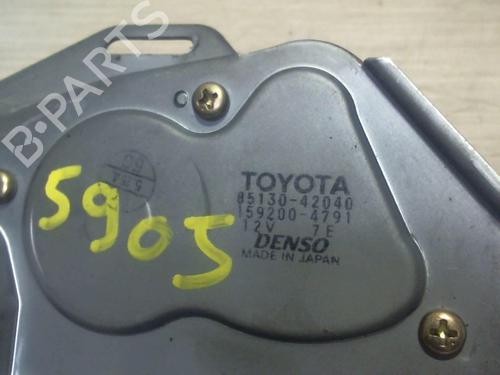 B-PARTS
TOYOTA
85130-42040
159200-4791
12V 7E
DENSO
MADE IN JAPAN
5905